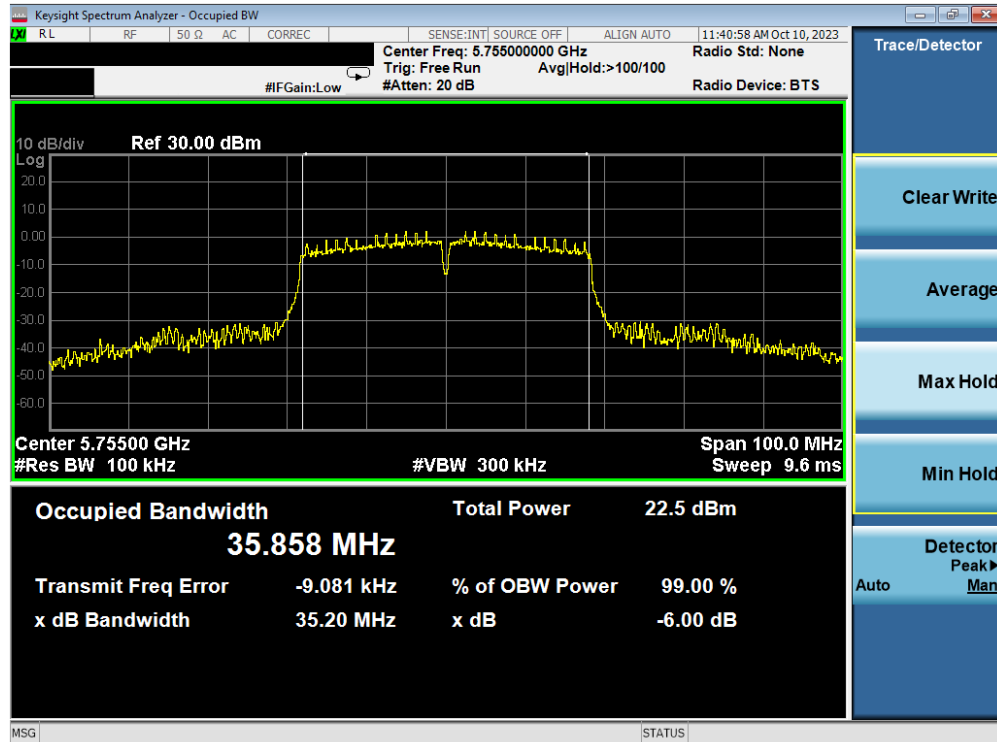 Keysight Spectrum Analyzer - Occupied BW
LXI RL RF 50 Ω AC CORREC SENSE:INT SOURCE OFF ALIGN AUTO 11:40:58 AM Oct 10, 2023
Center Freq: 5.755000000 GHz Radio Std: None
Trig: Free Run Avg|Hold:>100/100
#IFGain:Low #Atten: 20 dB Radio Device: BTS
10 dB/div Ref 30.00 dBm
Log
20.0
10.0
0.00
-10.0
-20.0
-30.0
-40.0
-50.0
-60.0
Center 5.75500 GHz Span 100.0 MHz
#Res BW 100 kHz #VBW 300 kHz Sweep 9.6 ms
Occupied Bandwidth Total Power 22.5 dBm
35.858 MHz
Transmit Freq Error -9.081 kHz % of OBW Power 99.00 %
x dB Bandwidth 35.20 MHz x dB -6.00 dB
Trace/Detector
Clear Write
Average
Max Hold
Min Hold
Detector
Peak▶
Auto Man
MSG STATUS